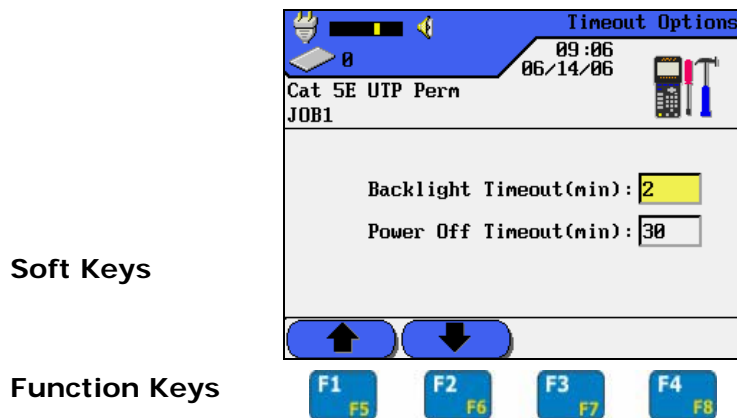 Timeout Options
09:06
0
06/14/06
Cat 5E UTP Perm
JOB1
Backlight Timeout(min): 2
Power Off Timeout(min): 30
Soft Keys
Function Keys
F1 F5
F2 F6
F3 F7
F4 F8